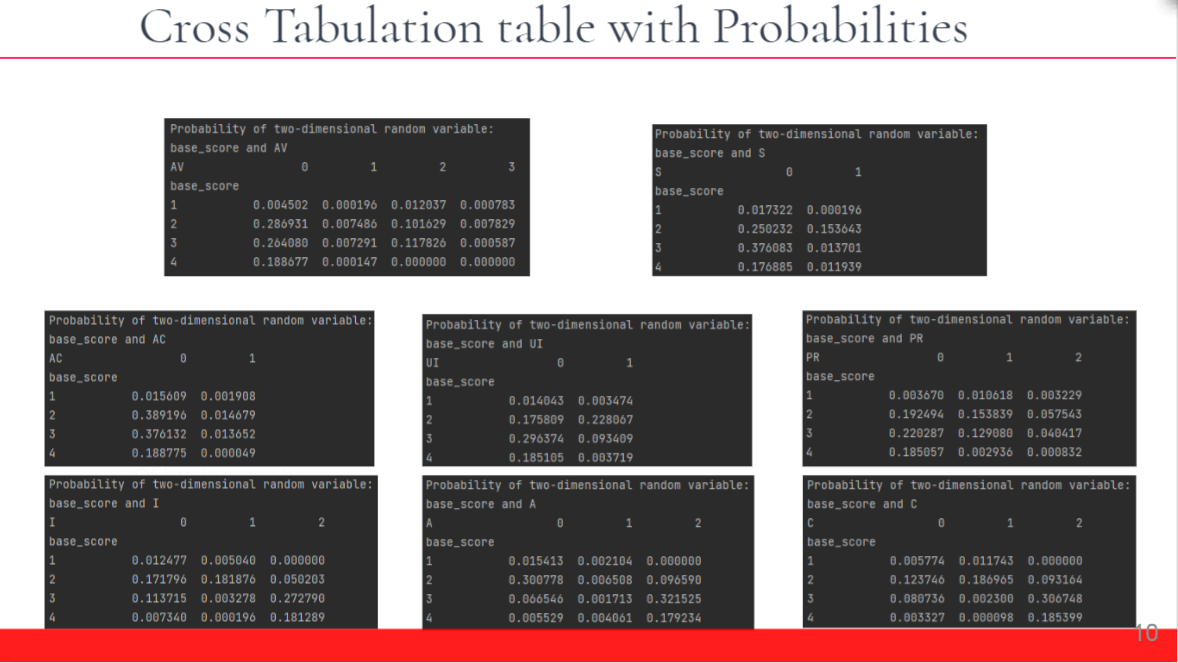 Cross Tabulation table with Probabilities
Probability of two-dimensional random variable:
base_score and AV
AV 0 1 2 3
base_score
1 0.004502 0.000196 0.012037 0.000783
2 0.286931 0.007486 0.101629 0.007829
3 0.264080 0.007291 0.117826 0.000587
4 0.188677 0.000147 0.000000 0.000000
Probability of two-dimensional random variable:
base_score and S
S 0 1
base_score
1 0.017322 0.000196
2 0.250232 0.153643
3 0.376083 0.013701
4 0.176885 0.011939
Probability of two-dimensional random variable:
base_score and AC
AC 0 1
base_score
1 0.015609 0.001908
2 0.389196 0.014679
3 0.376132 0.013652
4 0.188775 0.000049
Probability of two-dimensional random variable:
base_score and UI
UI 0 1
base_score
1 0.014043 0.003474
2 0.175809 0.228067
3 0.296374 0.093409
4 0.185105 0.003719
Probability of two-dimensional random variable:
base_score and PR
PR 0 1 2
base_score
1 0.003670 0.010618 0.003229
2 0.192494 0.153839 0.057543
3 0.220287 0.129080 0.040417
4 0.185057 0.002936 0.000832
Probability of two-dimensional random variable:
base_score and I
I 0 1 2
base_score
1 0.012477 0.005040 0.000000
2 0.171796 0.181876 0.050203
3 0.113715 0.003278 0.272790
4 0.007340 0.000196 0.181289
Probability of two-dimensional random variable:
base_score and A
A 0 1 2
base_score
1 0.015413 0.002104 0.000000
2 0.300778 0.006508 0.096590
3 0.066546 0.001713 0.321525
4 0.005529 0.004061 0.179234
Probability of two-dimensional random variable:
base_score and C
C 0 1 2
base_score
1 0.005774 0.011743 0.000000
2 0.123746 0.186965 0.093164
3 0.080736 0.002300 0.306748
4 0.003327 0.000098 0.185399
10